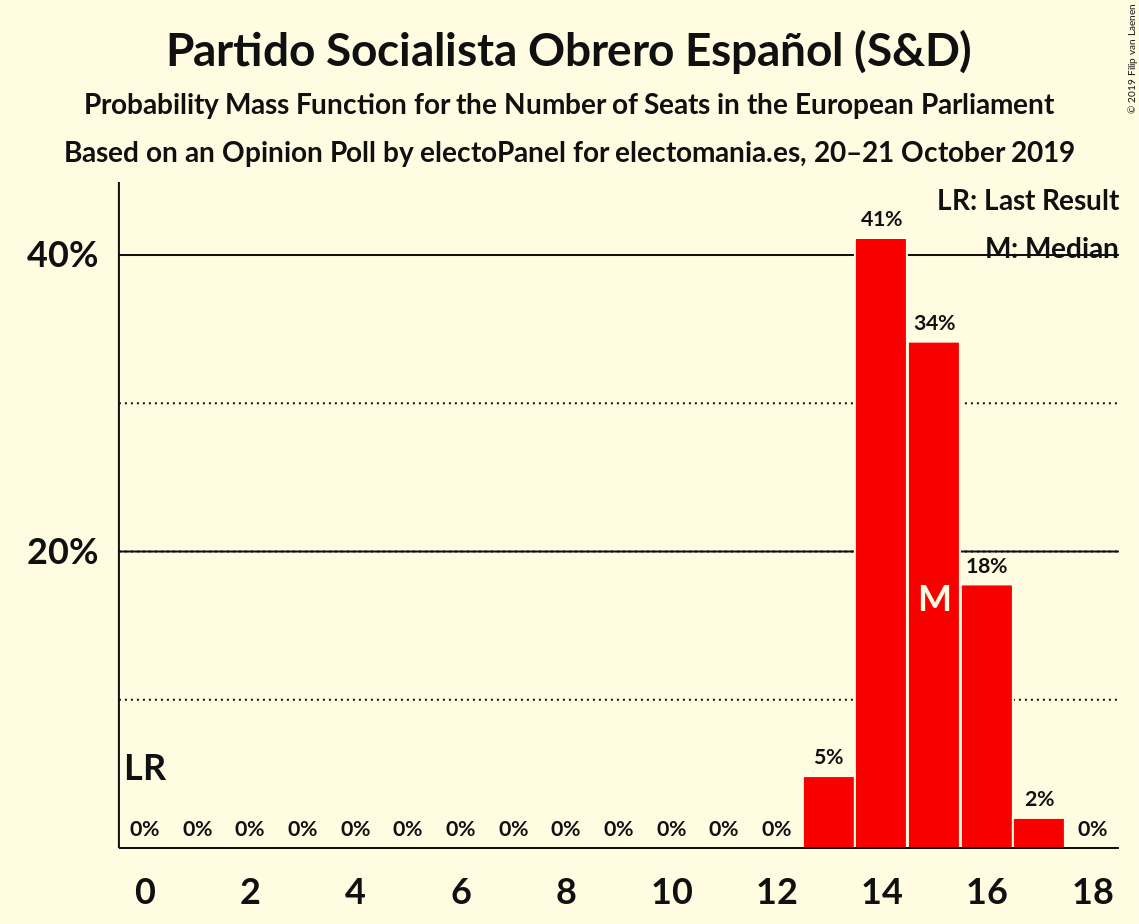 Partido Socialista Obrero Español (S&D)
Probability Mass Function for the Number of Seats in the European Parliament
Based on an Opinion Poll by electoPanel for electomania.es, 20–21 October 2019
© 2019 Filip van Laenen
LR: Last Result
M: Median
40%
20%
41%
34%
18%
M
5%
2%
LR
0% 0% 0% 0% 0% 0% 0% 0% 0% 0% 0% 0% 0% 0%
0 2 4 6 8 10 12 14 16 18